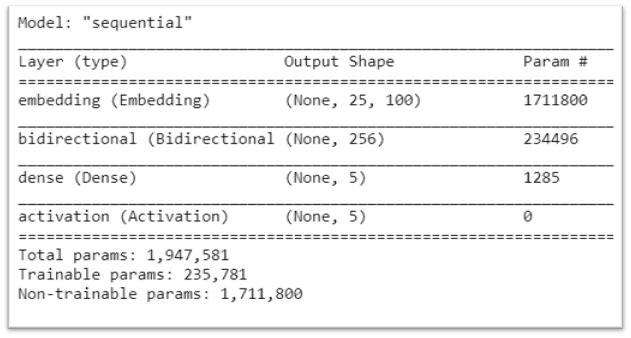 Model: "sequential"
Layer (type) Output Shape Param #
embedding (Embedding) (None, 25, 100) 1711800
bidirectional (Bidirectional (None, 256) 234496
dense (Dense) (None, 5) 1285
activation (Activation) (None, 5) 0
Total params: 1,947,581
Trainable params: 235,781
Non-trainable params: 1,711,800